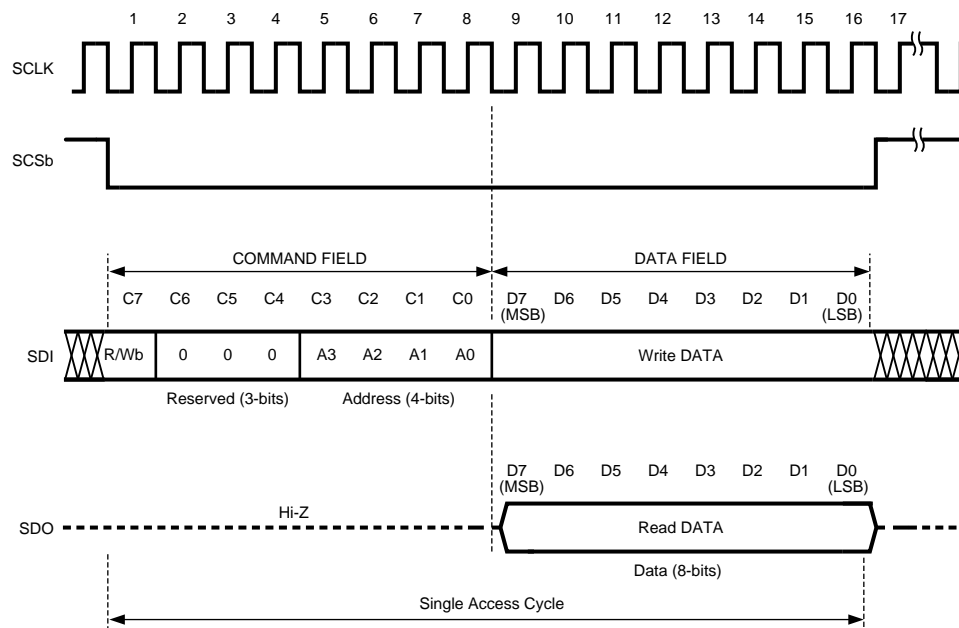 1 2 3 4 5 6 7 8 9 10 11 12 13 14 15 16 17
SCLK
SCSb
COMMAND FIELD DATA FIELD
C7 C6 C5 C4 C3 C2 C1 C0 D7 D6 D5 D4 D3 D2 D1 D0
(MSB) (LSB)
SDI R/Wb 0 0 0 A3 A2 A1 A0 Write DATA
Reserved (3-bits) Address (4-bits)
D7 D6 D5 D4 D3 D2 D1 D0
(MSB) (LSB)
Hi-Z
SDO Read DATA
Data (8-bits)
Single Access Cycle